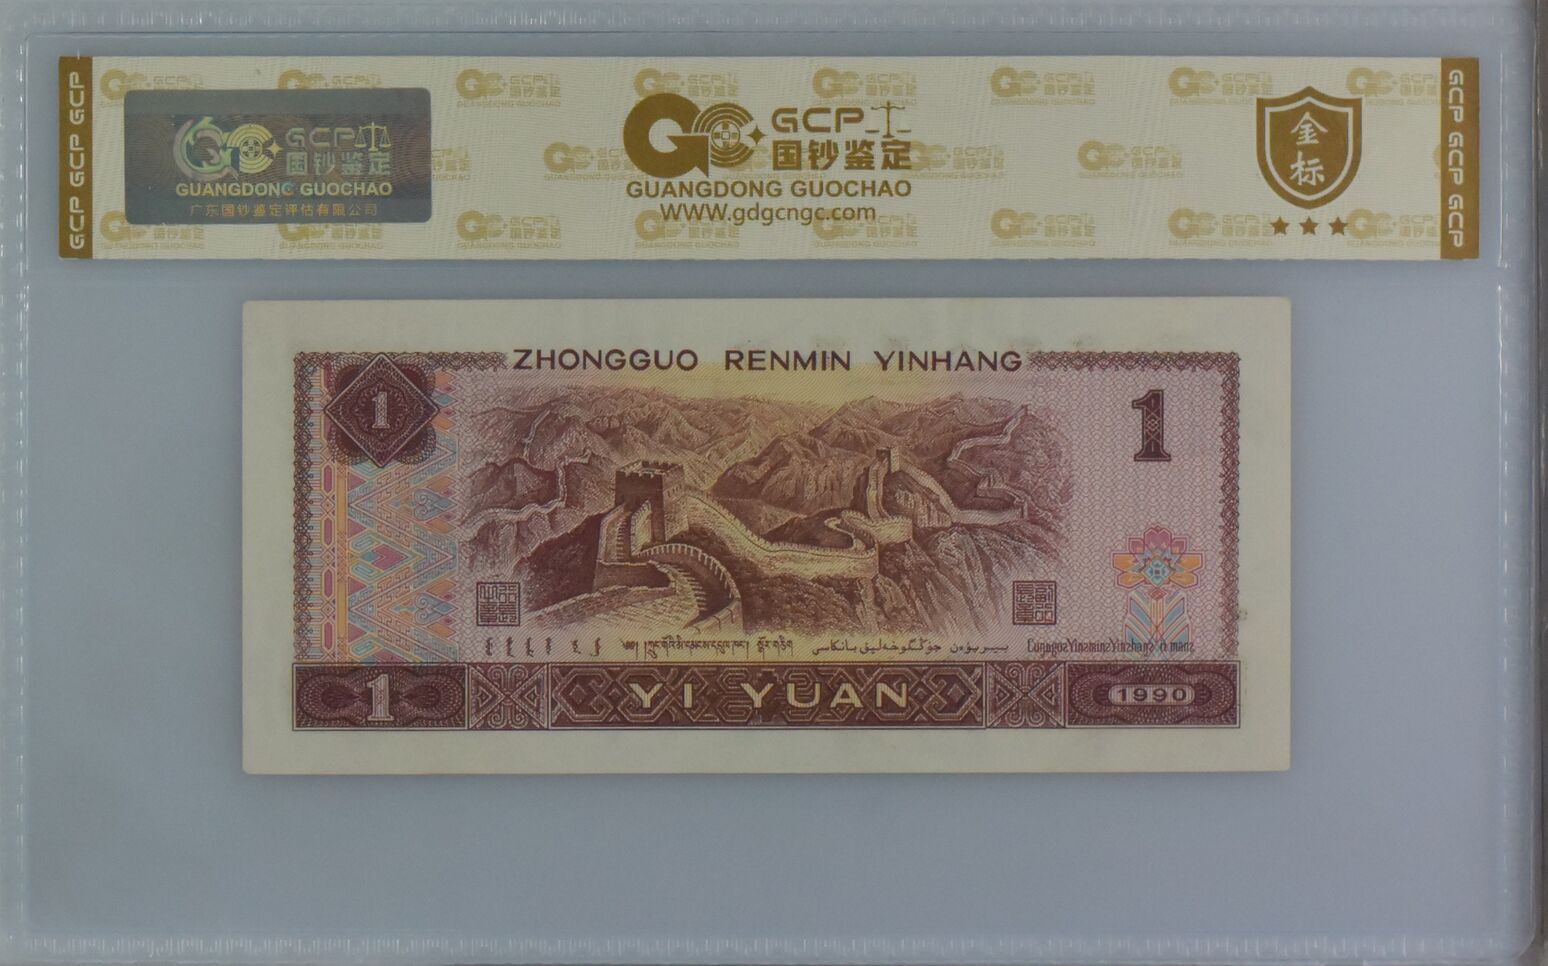 GCP GCP GCP
GCP
国钞鉴定
GUANGDONG GUOCHAO
广东国钞鉴定评估有限公司
GCP
国钞鉴定
GUANGDONG GUOCHAO
WWW.gdgcngc.com
金
标
GCP GCP GCP
ZHONGGUO RENMIN YINHANG
1
1
1
YI YUAN
1990